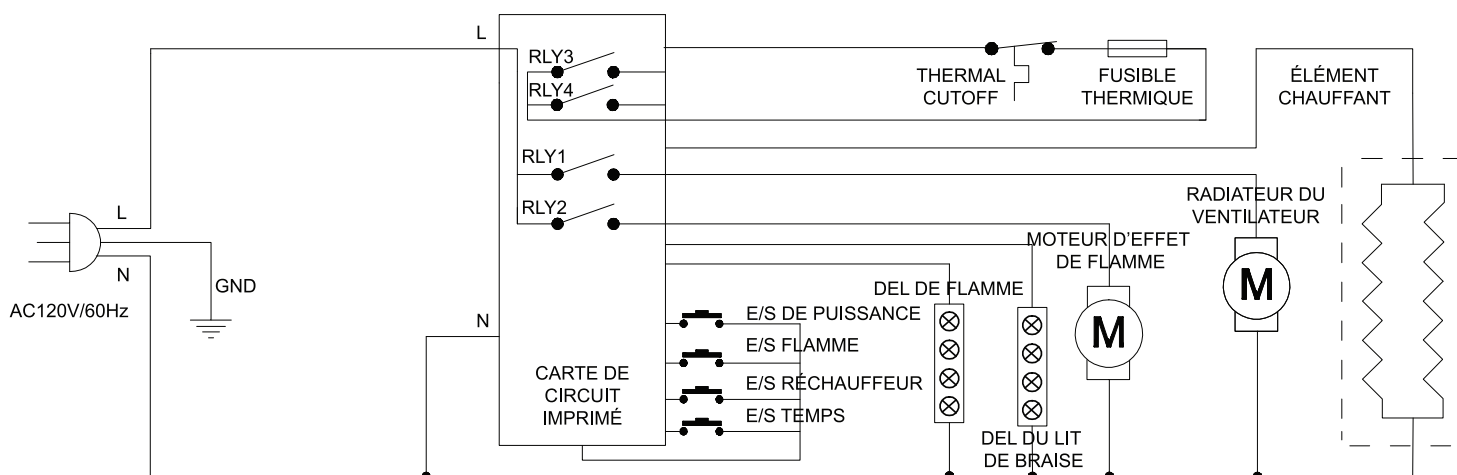 L
RLY3
RLY4
THERMAL
CUTOFF
FUSIBLE
THERMIQUE
ÉLÉMENT
CHAUFFANT
RLY1
RLY2
RADIATEUR DU
VENTILATEUR
L
N
GND
AC120V/60Hz
MOTEUR D'EFFET
DE FLAMME
M
M
DEL DE FLAMME
N
E/S DE PUISSANCE
E/S FLAMME
E/S RÉCHAUFFEUR
E/S TEMPS
CARTE DE
CIRCUIT
IMPRIMÉ
DEL DU LIT
DE BRAISE